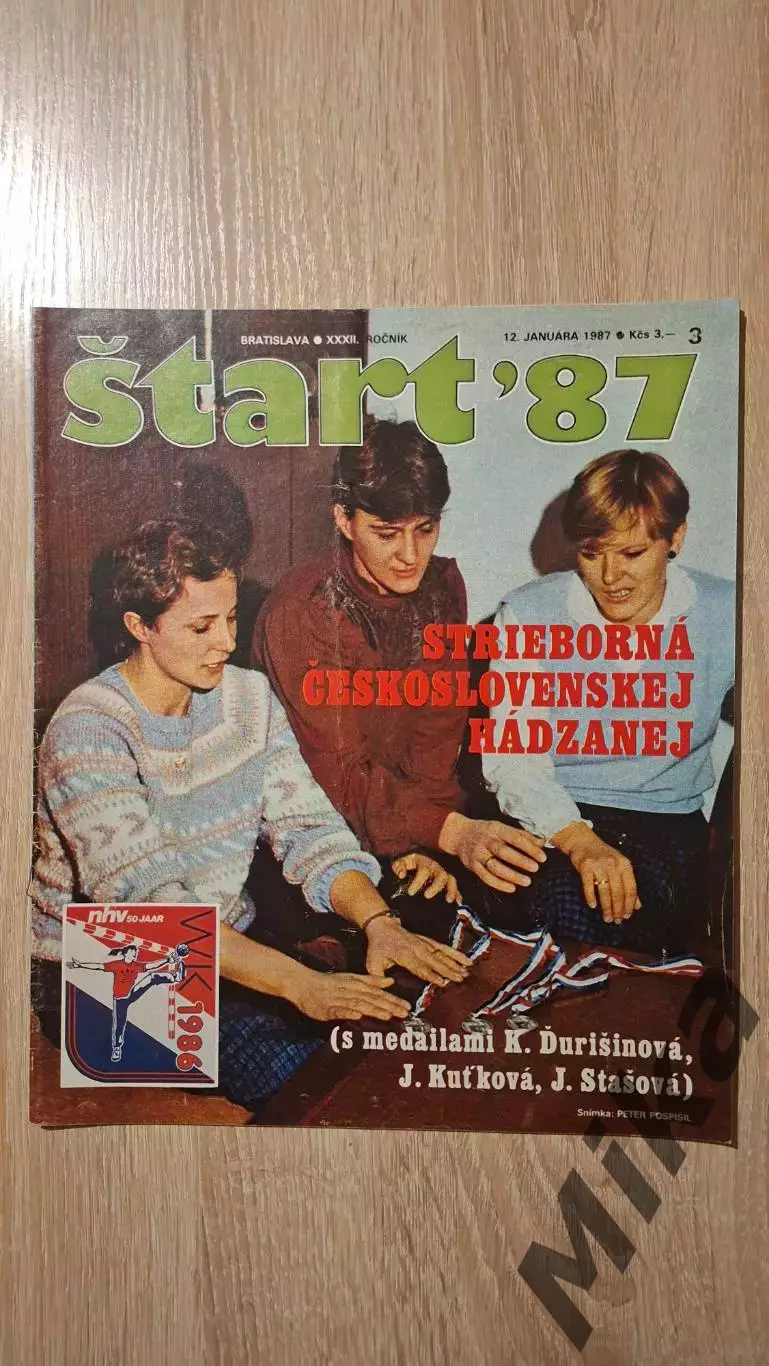 BRATISLAVA ● XXXII. ROČNÍK 12. JANUÁRA 1987 ● Kčs 3,— 3
štart '87
STRIEBORNÁ
ČESKOSLOVENSKEJ
HÁDZANEJ
nhv 50 JAAR
WK 1986
(s medailami K. Ďurišinová,
J. Kuťková, J. Stašová)
Snímka: PETER POSPÍŠIL
Mika